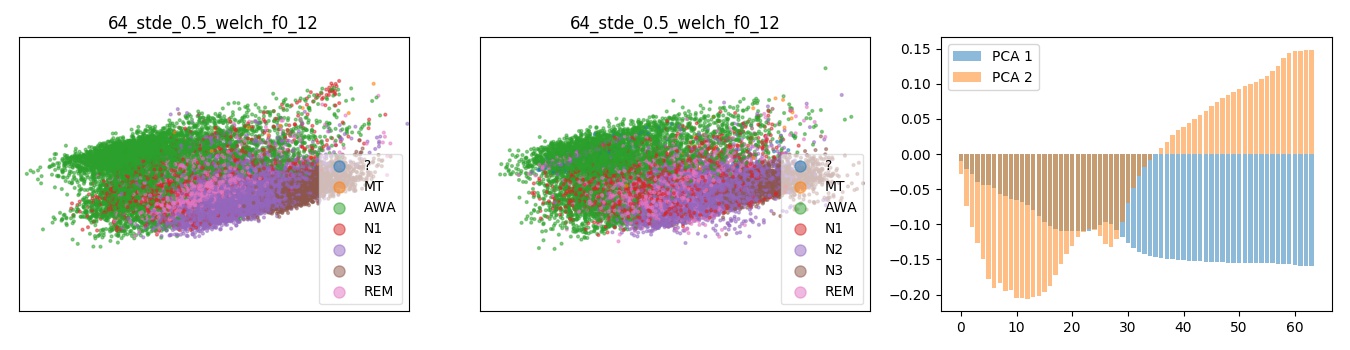 64_stde_0.5_welch_f0_12
?
MT
AWA
N1
N2
N3
REM
64_stde_0.5_welch_f0_12
?
MT
AWA
N1
N2
N3
REM
PCA 1
PCA 2
0.15
0.10
0.05
0.00
−0.05
−0.10
−0.15
−0.20
0 10 20 30 40 50 60